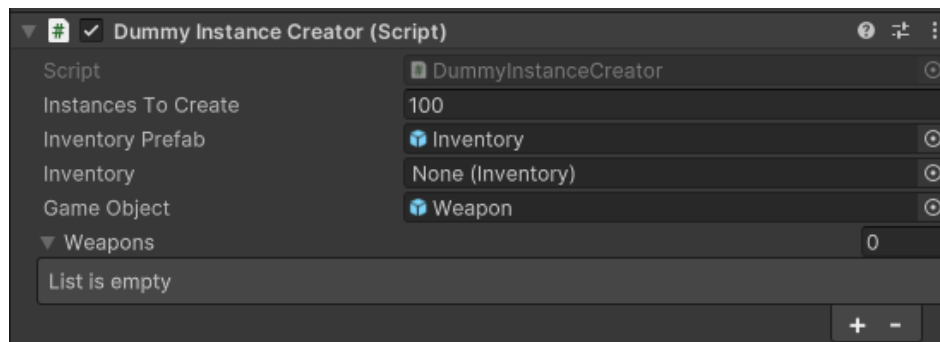 # Dummy Instance Creator (Script)
Script # DummyInstanceCreator
Instances To Create 100
Inventory Prefab Inventory
Inventory None (Inventory)
Game Object Weapon
Weapons 0
List is empty
+ -